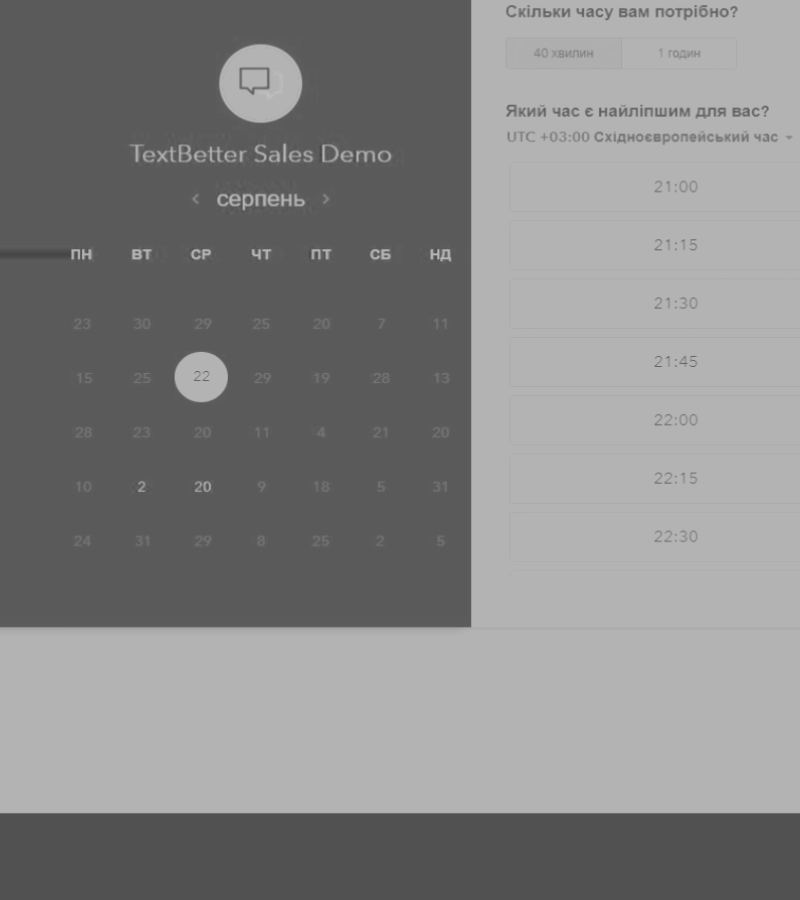 TextBetter Sales Demo
серпень
ПН ВТ СР ЧТ ПТ СБ НД
23 30 29 25 20 7 11
15 25 22 29 19 28 13
28 23 20 11 4 21 20
10 2 20 9 18 5 31
24 31 29 8 25 2 5
Скільки часу вам потрібно?
40 хвилин 1 годин
Який час є найліпшим для вас?
UTC +03:00 Східноєвропейський час
21:00
21:15
21:30
21:45
22:00
22:15
22:30